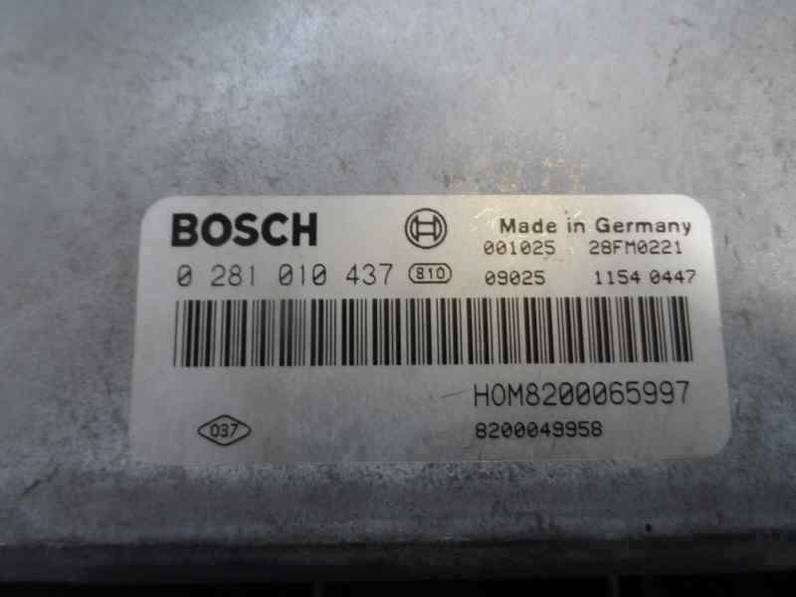 BOSCH Made in Germany
001025 28FM0221
0 281 010 437 810 09025 1154 0447
HOM8200065997
037 8200049958